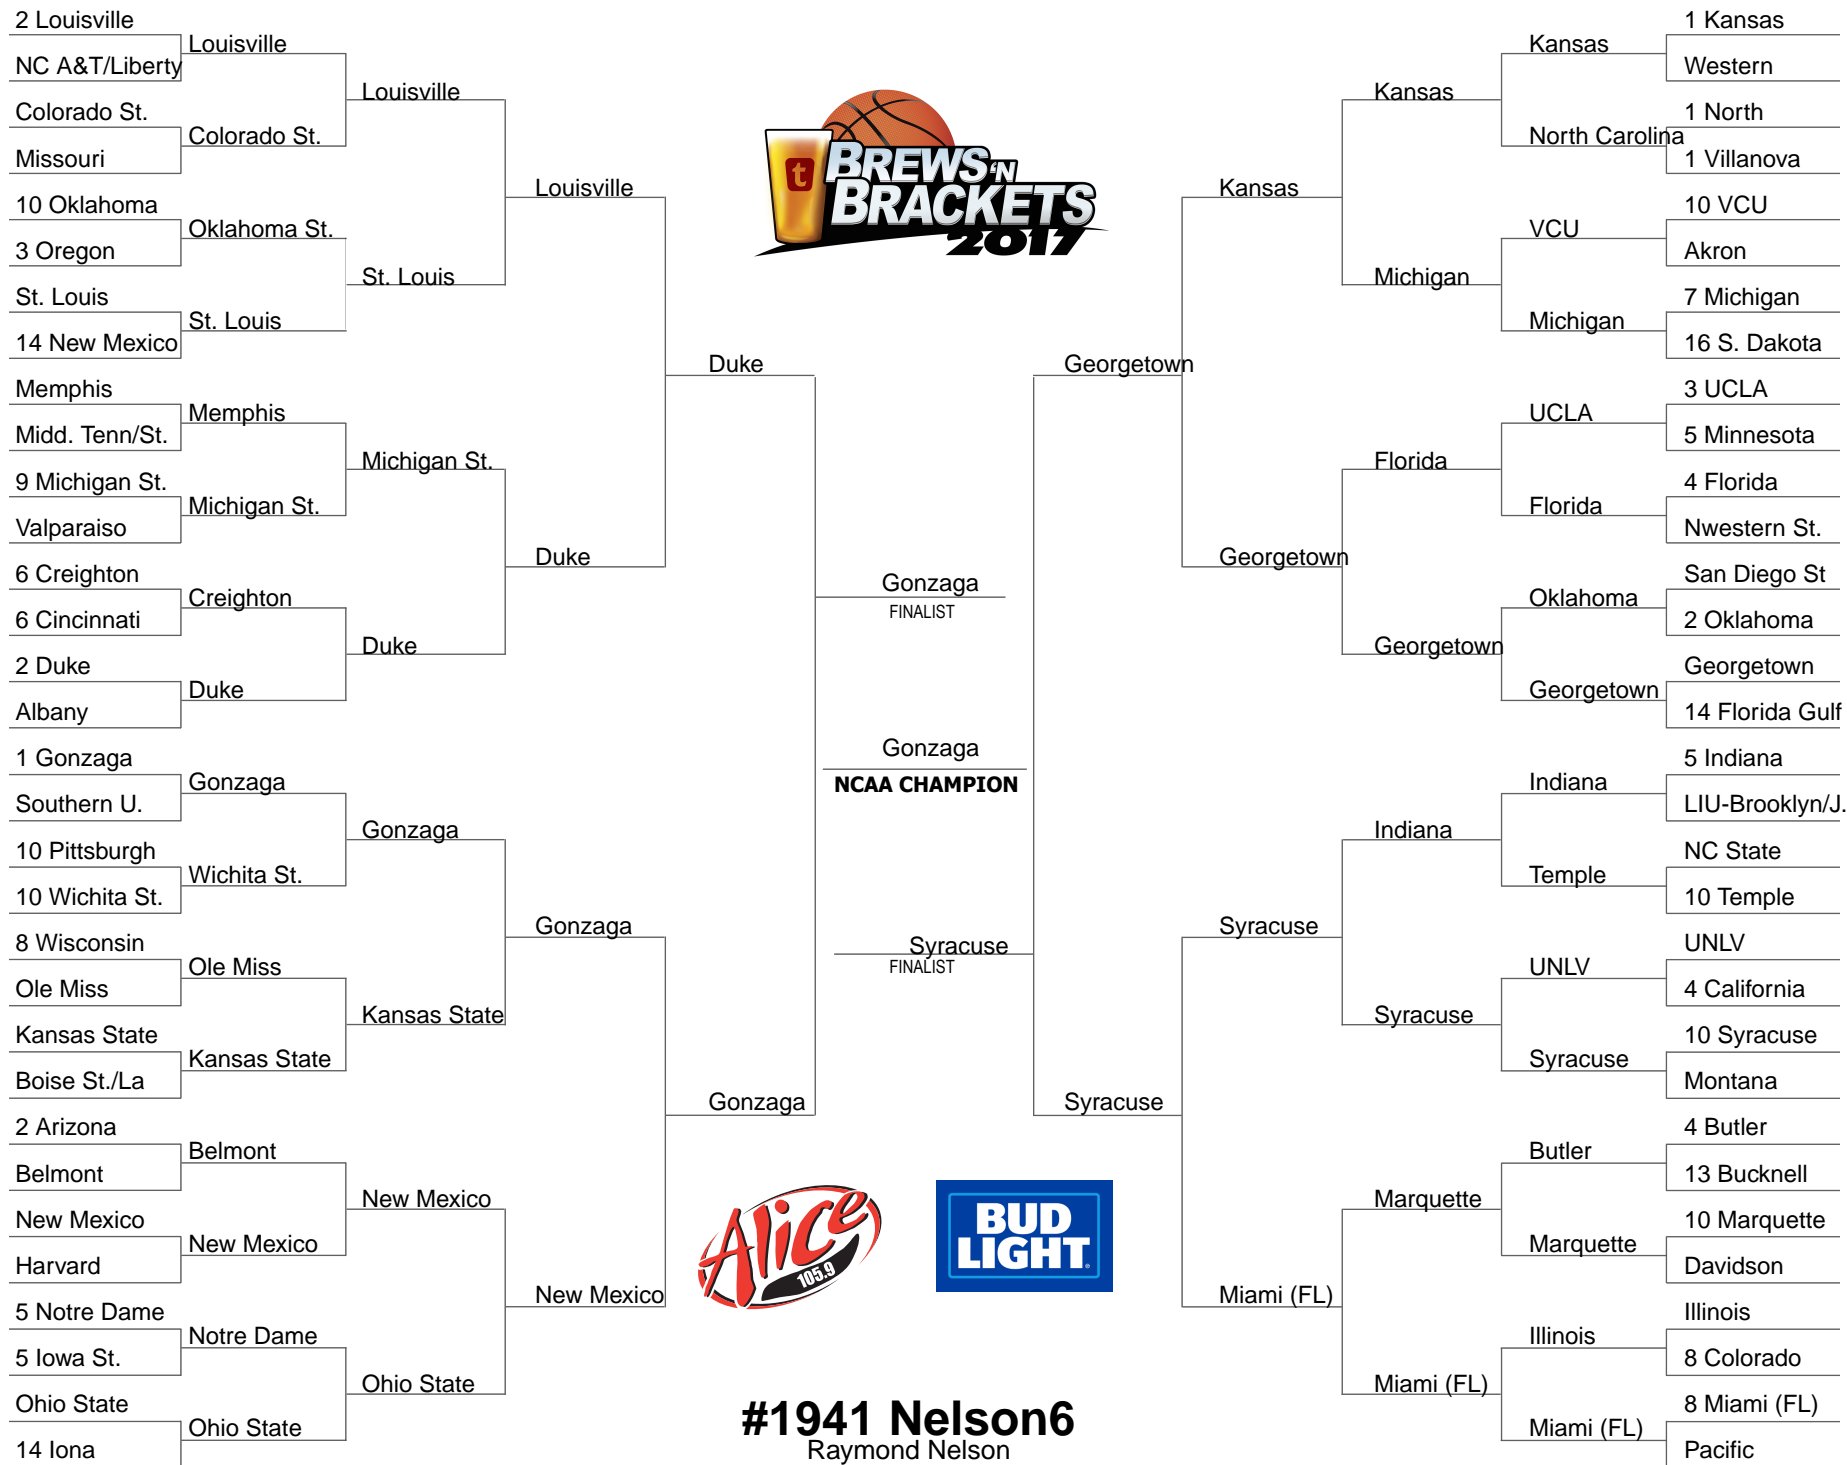 2 Louisville
NC A&T/Liberty
Colorado St.
Missouri
10 Oklahoma
3 Oregon
St. Louis
14 New Mexico
Memphis
Midd. Tenn/St.
9 Michigan St.
Valparaiso
6 Creighton
6 Cincinnati
2 Duke
Albany
1 Gonzaga
Southern U.
10 Pittsburgh
10 Wichita St.
8 Wisconsin
Ole Miss
Kansas State
Boise St./La
2 Arizona
Belmont
New Mexico
Harvard
5 Notre Dame
5 Iowa St.
Ohio State
14 Iona
Louisville
Colorado St.
Oklahoma St.
St. Louis
Memphis
Michigan St.
Creighton
Duke
Gonzaga
Wichita St.
Ole Miss
Kansas State
Belmont
New Mexico
Notre Dame
Ohio State
Louisville
St. Louis
Michigan St.
Duke
Gonzaga
Kansas State
New Mexico
Ohio State
Louisville
Duke
Gonzaga
New Mexico
Duke
Gonzaga
t
BREWS 'N
BRACKETS
2017
Gonzaga
FINALIST
Gonzaga
NCAA CHAMPION
Syracuse
FINALIST
Alice
105.9
BUD
LIGHT
#1941 Nelson6
Raymond Nelson
Georgetown
Syracuse
Kansas
Georgetown
Syracuse
Miami (FL)
Kansas
Michigan
Florida
Georgetown
Indiana
Syracuse
Marquette
Miami (FL)
Kansas
North Carolina
VCU
Michigan
UCLA
Florida
Oklahoma
Georgetown
Indiana
Temple
UNLV
Syracuse
Butler
Marquette
Illinois
Miami (FL)
1 Kansas
Western
1 North
1 Villanova
10 VCU
Akron
7 Michigan
16 S. Dakota
3 UCLA
5 Minnesota
4 Florida
Nwestern St.
San Diego St
2 Oklahoma
Georgetown
14 Florida Gulf
5 Indiana
LIU-Brooklyn/J.
NC State
10 Temple
UNLV
4 California
10 Syracuse
Montana
4 Butler
13 Bucknell
10 Marquette
Davidson
Illinois
8 Colorado
8 Miami (FL)
Pacific